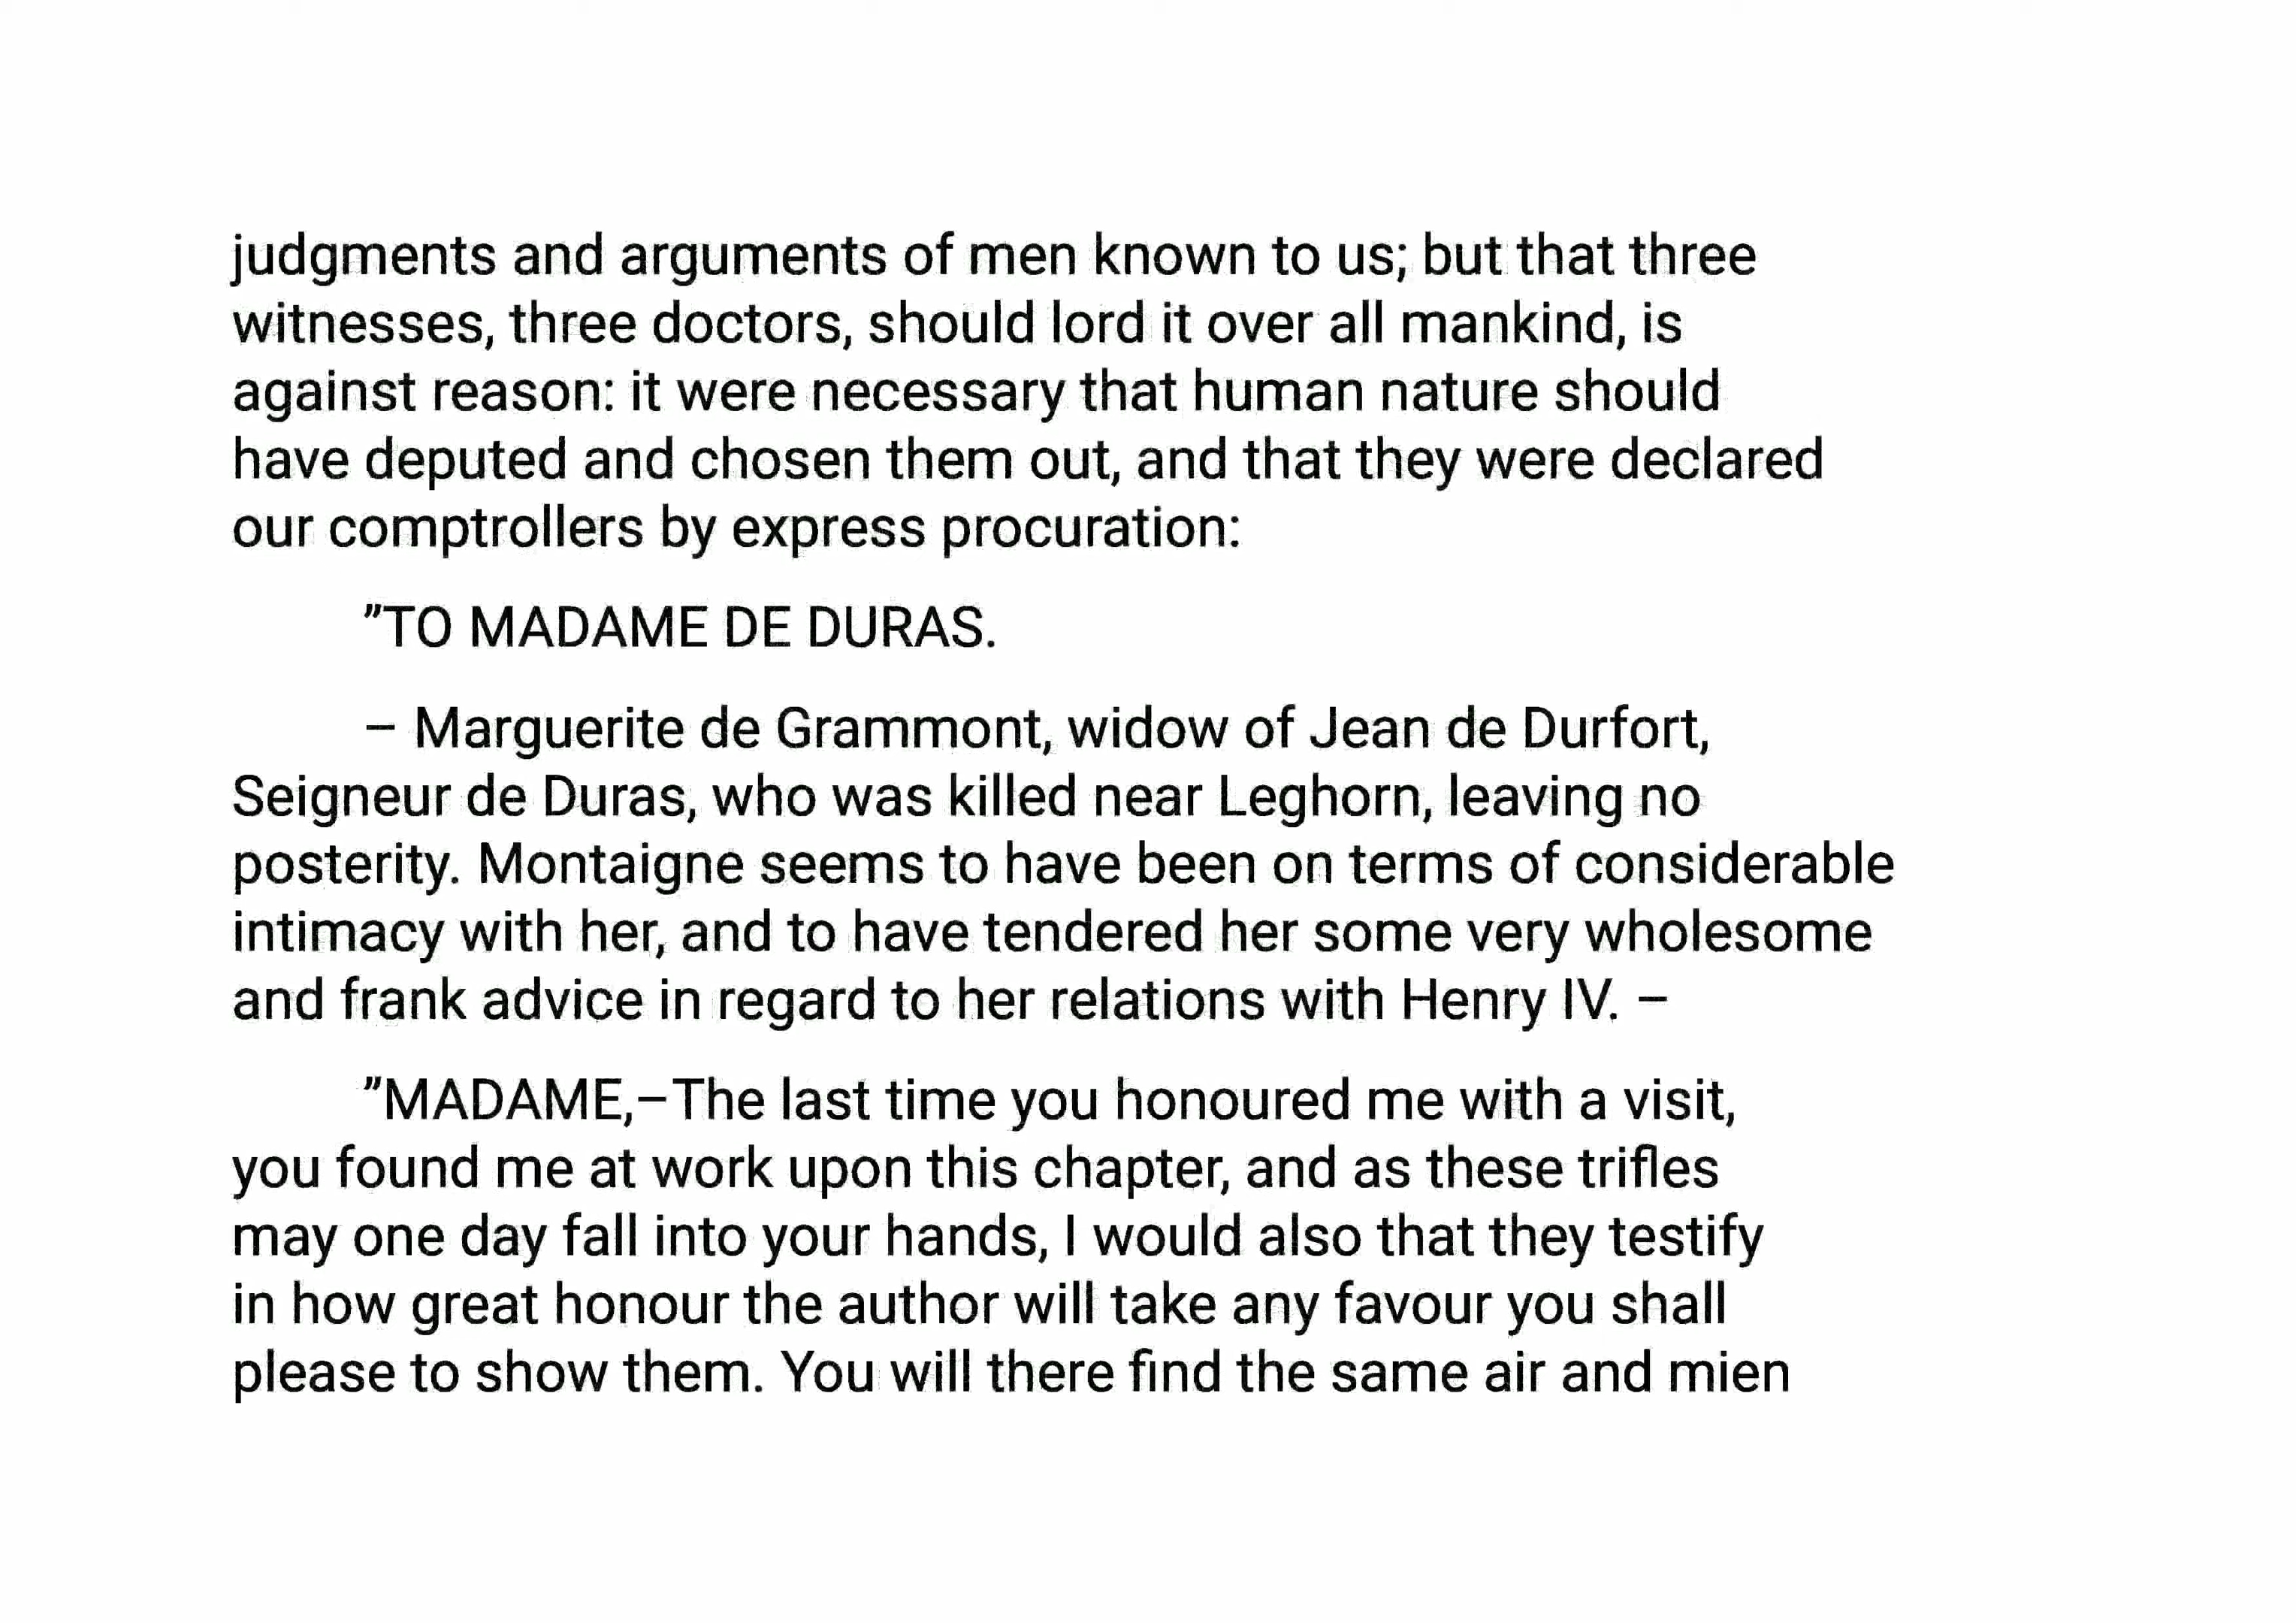 judgments and arguments of men known to us; but that three
witnesses, three doctors, should lord it over all mankind, is
against reason: it were necessary that human nature should
have deputed and chosen them out, and that they were declared
our comptrollers by express procuration:
”TO MADAME DE DURAS.
– Marguerite de Grammont, widow of Jean de Durfort,
Seigneur de Duras, who was killed near Leghorn, leaving no
posterity. Montaigne seems to have been on terms of considerable
intimacy with her, and to have tendered her some very wholesome
and frank advice in regard to her relations with Henry IV. –
”MADAME,–The last time you honoured me with a visit,
you found me at work upon this chapter, and as these trifles
may one day fall into your hands, I would also that they testify
in how great honour the author will take any favour you shall
please to show them. You will there find the same air and mien